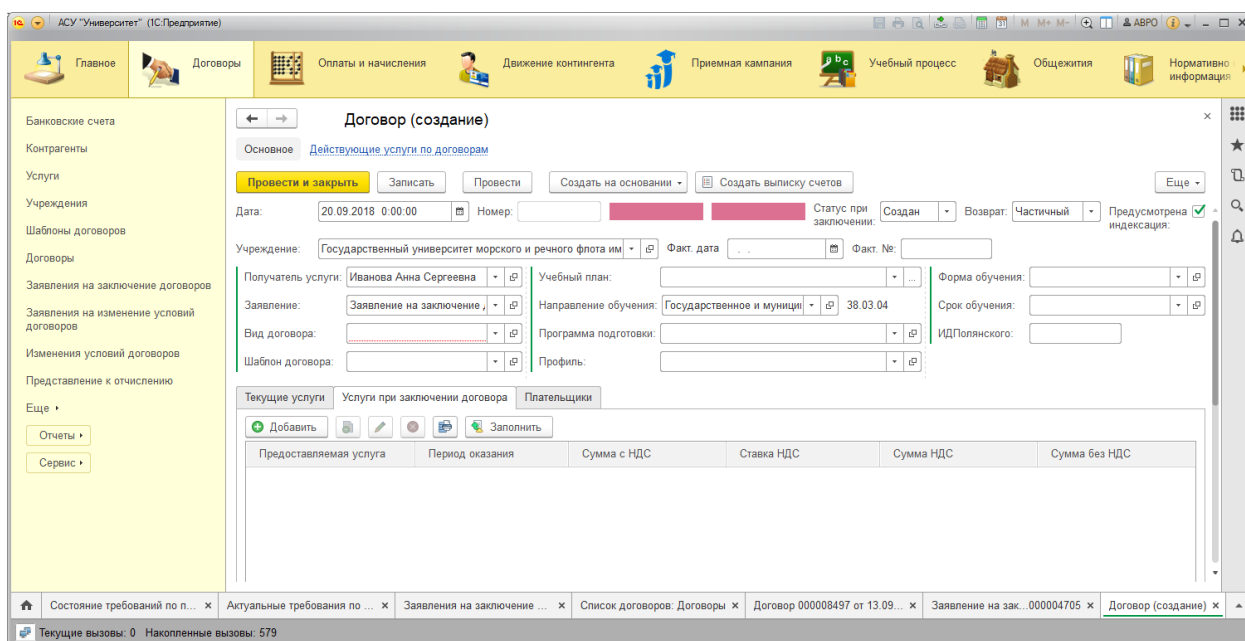 АСУ "Университет" (1С:Предприятие)
M M+ M- АВРО
Главное Договоры Оплаты и начисления Движение контингента Приемная кампания Учебный процесс Общежития Нормативно
информация
Банковские счета
Контрагенты
Услуги
Учреждения
Шаблоны договоров
Договоры
Заявления на заключение договоров
Заявления на изменение условий
договоров
Изменения условий договоров
Представление к отчислению
Еще
Отчеты
Сервис
Договор (создание)
Основное Действующие услуги по договорам
Провести и закрыть Записать Провести Создать на основании Создать выписку счетов Еще
Дата: 20.09.2018 0:00:00 Номер: Статус при
заключении: Создан Возврат: Частичный Предусмотрена
индексация:
Учреждение: Государственный университет морского и речного флота им Факт. дата . . Факт. №:
Получатель услуги: Иванова Анна Сергеевна Учебный план: ... Форма обучения:
Заявление: Заявление на заключение Направление обучения: Государственное и муници 38.03.04 Срок обучения:
Вид договора: Программа подготовки: ИДПолянского:
Шаблон договора: Профиль:
Текущие услуги Услуги при заключении договора Плательщики
Добавить Заполнить
Предоставляемая услуга Период оказания Сумма с НДС Ставка НДС Сумма НДС Сумма без НДС
Состояние требований по п... Актуальные требования по ... Заявления на заключение ... Список договоров: Договоры Договор 000008497 от 13.09... Заявление на зак...000004705 Договор (создание)
Текущие вызовы: 0 Накопленные вызовы: 579